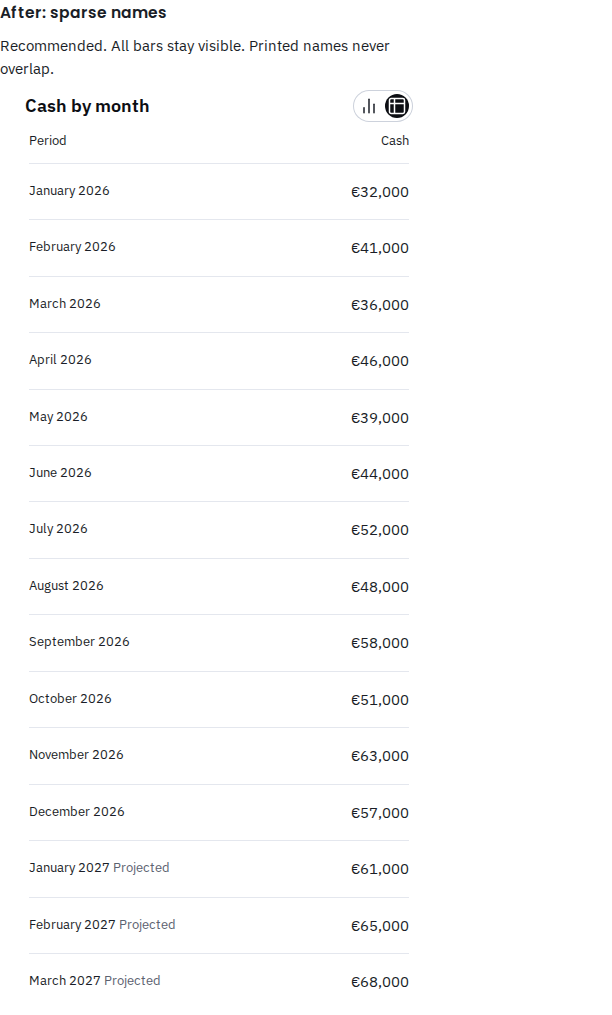 After: sparse names
Recommended. All bars stay visible. Printed names never
overlap.
Cash by month
Period Cash
January 2026 €32,000
February 2026 €41,000
March 2026 €36,000
April 2026 €46,000
May 2026 €39,000
June 2026 €44,000
July 2026 €52,000
August 2026 €48,000
September 2026 €58,000
October 2026 €51,000
November 2026 €63,000
December 2026 €57,000
January 2027 Projected €61,000
February 2027 Projected €65,000
March 2027 Projected €68,000